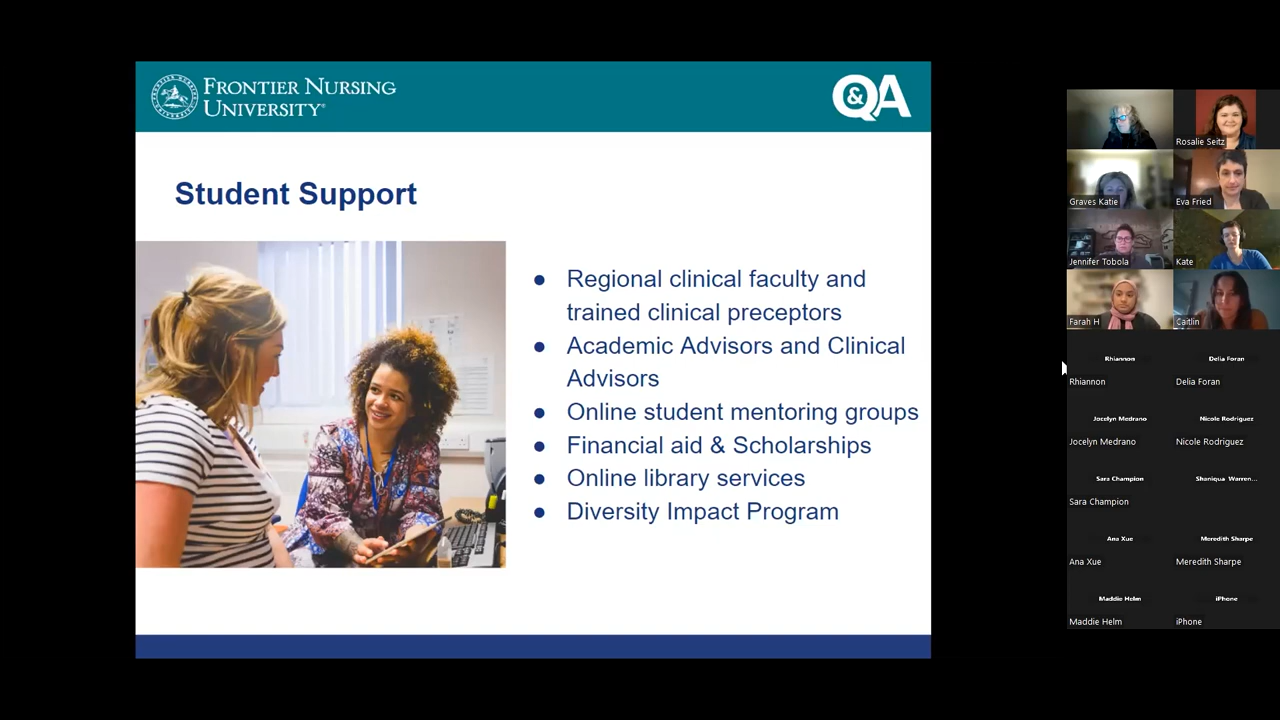 FRONTIER NURSING
UNIVERSITY®
Q&A
Student Support
● Regional clinical faculty and
trained clinical preceptors
● Academic Advisors and Clinical
Advisors
● Online student mentoring groups
● Financial aid & Scholarships
● Online library services
● Diversity Impact Program
Rosalie Seitz
Graves Katie
Eva Fried
Jennifer Tobola
Kate
Farah H
Caitlin
Rhiannon
Delia Foran
Rhiannon
Delia Foran
Jocelyn Medrano
Nicole Rodriguez
Jocelyn Medrano
Nicole Rodriguez
Sara Champion
Shaniqua Warren...
Sara Champion
Ana Xue
Meredith Sharpe
Ana Xue
Meredith Sharpe
Maddie Helm
iPhone
Maddie Helm
iPhone